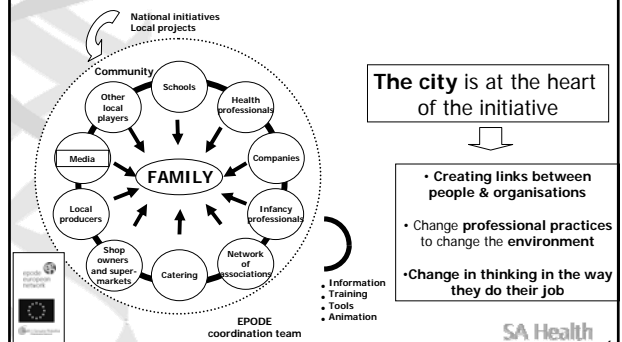 National initiatives
Local projects
Community
Schools
Other
local
players
Health
professionals
Media
FAMILY
Companies
Local
producers
Infancy
professionals
Shop
owners
and super-
markets
Catering
Network
of
associations
• Information
• Training
• Tools
• Animation
EPODE
coordination team
epode
european
network
The city is at the heart
of the initiative
• Creating links between
people & organisations
• Change professional practices
to change the environment
•Change in thinking in the way
they do their job
SA Health